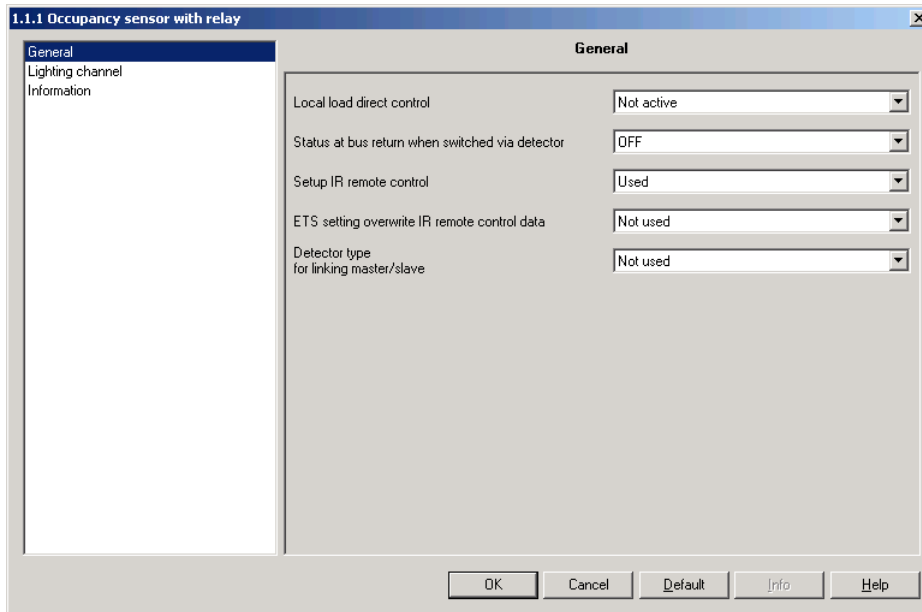 1.1.1 Occupancy sensor with relay
General
Lighting channel
Information
General
Local load direct control
Not active
Status at bus return when switched via detector
OFF
Setup IR remote control
Used
ETS setting overwrite IR remote control data
Not used
Detector type
for linking master/slave
Not used
OK
Cancel
Default
Info
Help